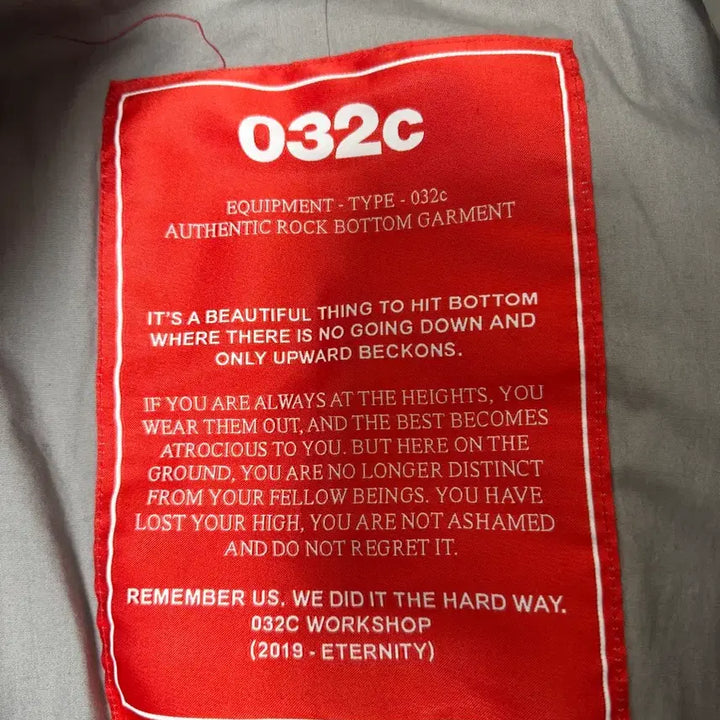 032c
EQUIPMENT - TYPE - 032c
AUTHENTIC ROCK BOTTOM GARMENT
IT'S A BEAUTIFUL THING TO HIT BOTTOM
WHERE THERE IS NO GOING DOWN AND
ONLY UPWARD BECKONS.
IF YOU ARE ALWAYS AT THE HEIGHTS, YOU
WEAR THEM OUT, AND THE BEST BECOMES
ATROCIOUS TO YOU. BUT HERE ON THE
GROUND, YOU ARE NO LONGER DISTINCT
FROM YOUR FELLOW BEINGS. YOU HAVE
LOST YOUR HIGH, YOU ARE NOT ASHAMED
AND DO NOT REGRET IT.
REMEMBER US. WE DID IT THE HARD WAY.
032C WORKSHOP
(2019 - ETERNITY)